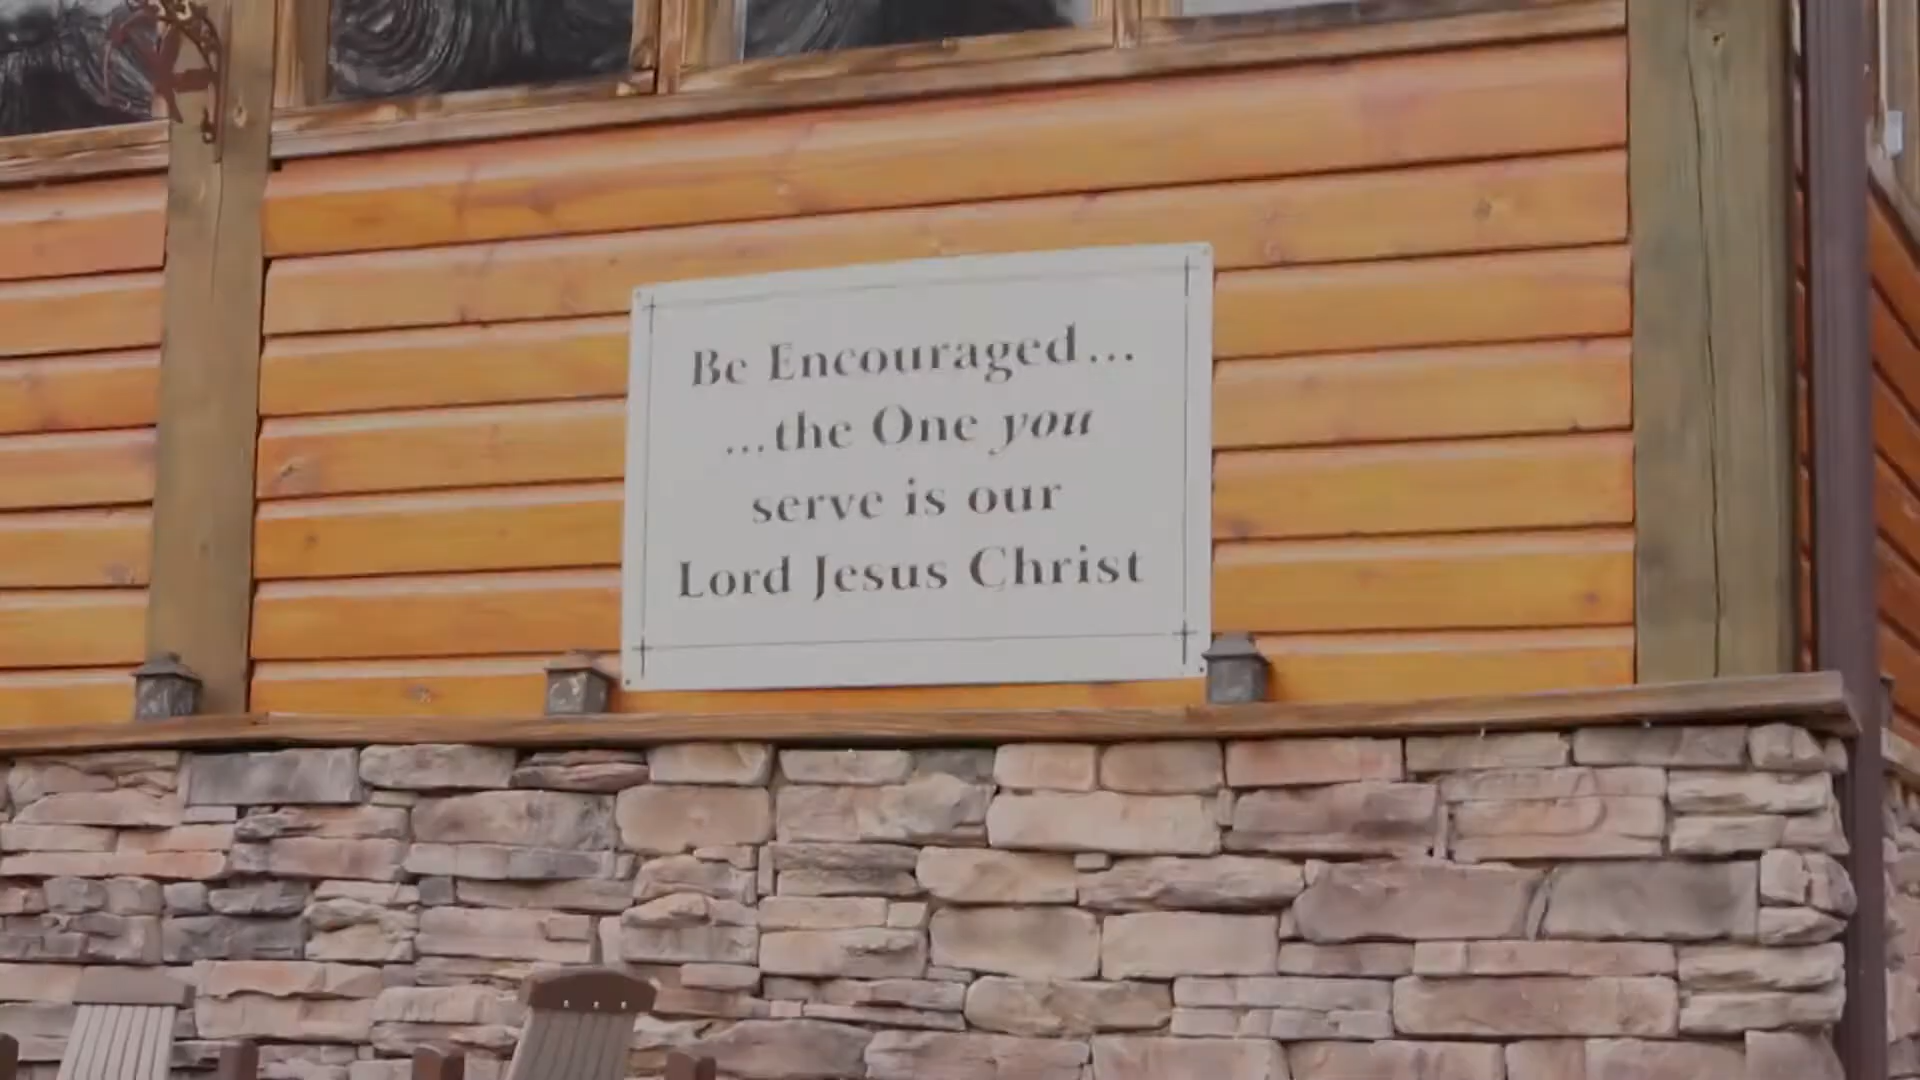 Be Encouraged...
...the One you
serve is our
Lord Jesus Christ